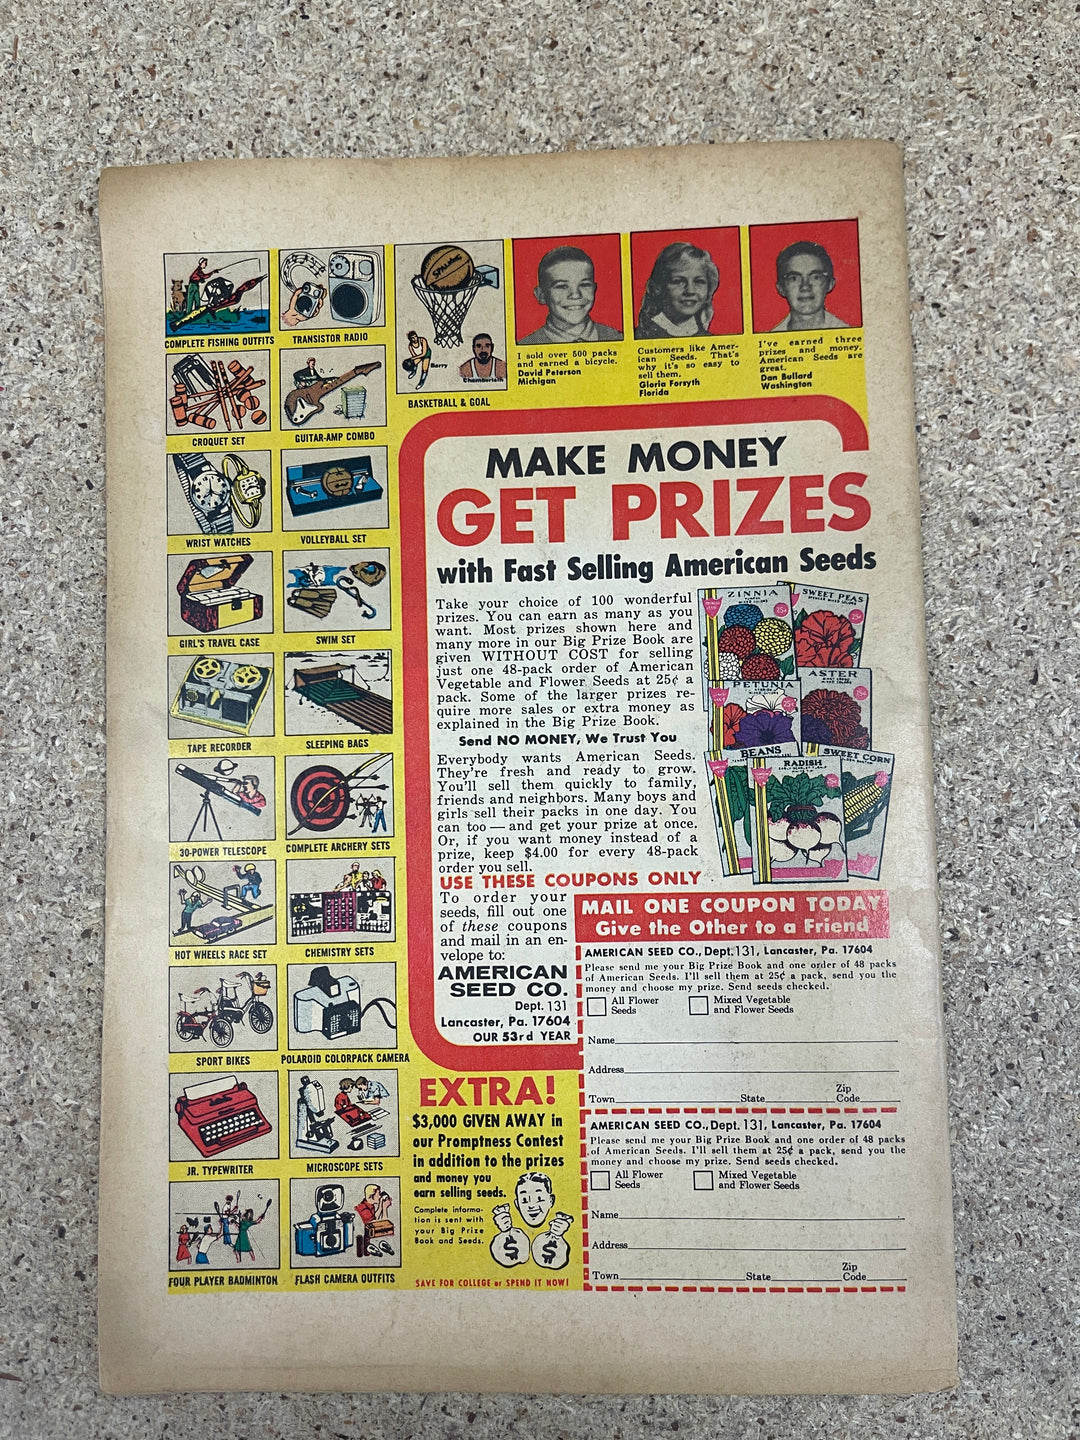 COMPLETE FISHING OUTFITS
TRANSISTOR RADIO
SPALDING
Barry
Chamberlain
BASKETBALL & GOAL
CROQUET SET
GUITAR-AMP COMBO
WRIST WATCHES
VOLLEYBALL SET
GIRL'S TRAVEL CASE
SWIM SET
TAPE RECORDER
SLEEPING BAGS
30-POWER TELESCOPE
COMPLETE ARCHERY SETS
HOT WHEELS RACE SET
CHEMISTRY SETS
SPORT BIKES
POLAROID COLORPACK CAMERA
JR. TYPEWRITER
MICROSCOPE SETS
FOUR PLAYER BADMINTON
FLASH CAMERA OUTFITS
I sold over 500 packs
and earned a bicycle.
David Peterson
Michigan
Customers like Amer-
ican Seeds. That's
why it's so easy to
sell them.
Gloria Forsyth
Florida
I've earned three
prizes and money.
American Seeds are
great.
Dan Bullard
Washington
MAKE MONEY
GET PRIZES
with Fast Selling American Seeds
Take your choice of 100 wonderful
prizes. You can earn as many as you
want. Most prizes shown here and
many more in our Big Prize Book are
given WITHOUT COST for selling
just one 48-pack order of American
Vegetable and Flower Seeds at 25¢ a
pack. Some of the larger prizes re-
quire more sales or extra money as
explained in the Big Prize Book.
Send NO MONEY, We Trust You
Everybody wants American Seeds.
They're fresh and ready to grow.
You'll sell them quickly to family,
friends and neighbors. Many boys and
girls sell their packs in one day. You
can too — and get your prize at once.
Or, if you want money instead of a
prize, keep $4.00 for every 48-pack
order you sell.
ZINNIA
SWEET PEAS
25¢
PETUNIA
25¢
ASTER
BEANS
RADISH
SWEET CORN
USE THESE COUPONS ONLY
To order your
seeds, fill out one
of these coupons
and mail in an en-
velope to:
AMERICAN
SEED CO.
Dept. 131
Lancaster, Pa. 17604
OUR 53rd YEAR
MAIL ONE COUPON TODAY
Give the Other to a Friend
AMERICAN SEED CO., Dept. 131, Lancaster, Pa. 17604
Please send me your Big Prize Book and one order of 48 packs
of American Seeds. I'll sell them at 25¢ a pack, send you the
money and choose my prize. Send seeds checked.
All Flower
Seeds
Mixed Vegetable
and Flower Seeds
Name
Address
Town State Zip
Code
AMERICAN SEED CO., Dept. 131, Lancaster, Pa. 17604
Please send me your Big Prize Book and one order of 48 packs
of American Seeds. I'll sell them at 25¢ a pack, send you the
money and choose my prize. Send seeds checked.
All Flower
Seeds
Mixed Vegetable
and Flower Seeds
Name
Address
Town State Zip
Code
EXTRA!
$3,000 GIVEN AWAY in
our Promptness Contest
in addition to the prizes
and money you
earn selling seeds.
Complete informa-
tion is sent with
your Big Prize
Book and Seeds.
$ $
SAVE FOR COLLEGE or SPEND IT NOW!